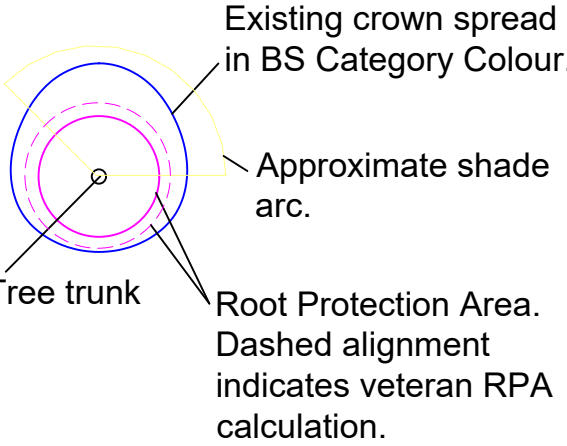 Existing crown spread
in BS Category Colour.
Approximate shade
arc.
Tree trunk
Root Protection Area.
Dashed alignment
indicates veteran RPA
calculation.